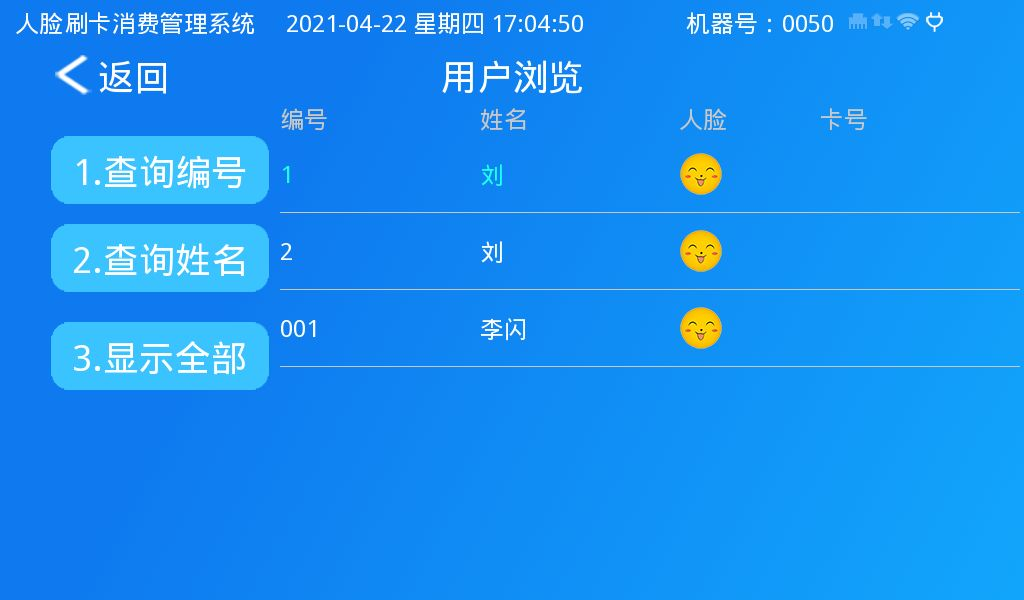 人脸刷卡消费管理系统 2021-04-22 星期四 17:04:50 机器号：0050
返回 用户浏览
编号 姓名 人脸 卡号
1.查询编号
1 刘
2.查询姓名
2 刘
3.显示全部
001 李闪